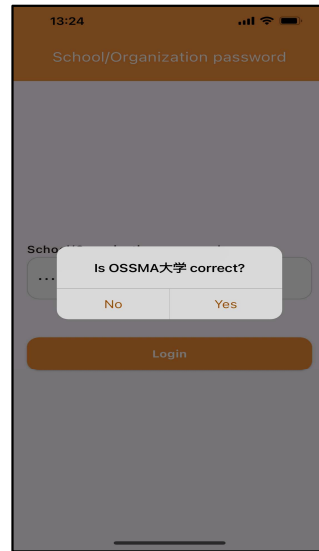 13:24
School/Organization password
Is OSSMA大学 correct?
No
Yes
Login